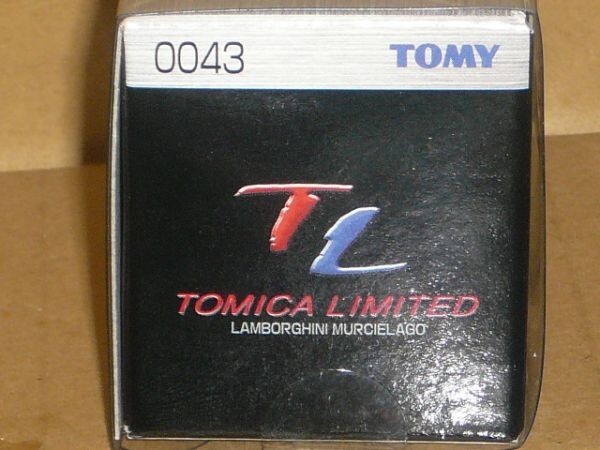 0043 TOMY
TL
TOMICA LIMITED
LAMBORGHINI MURCIELAGO